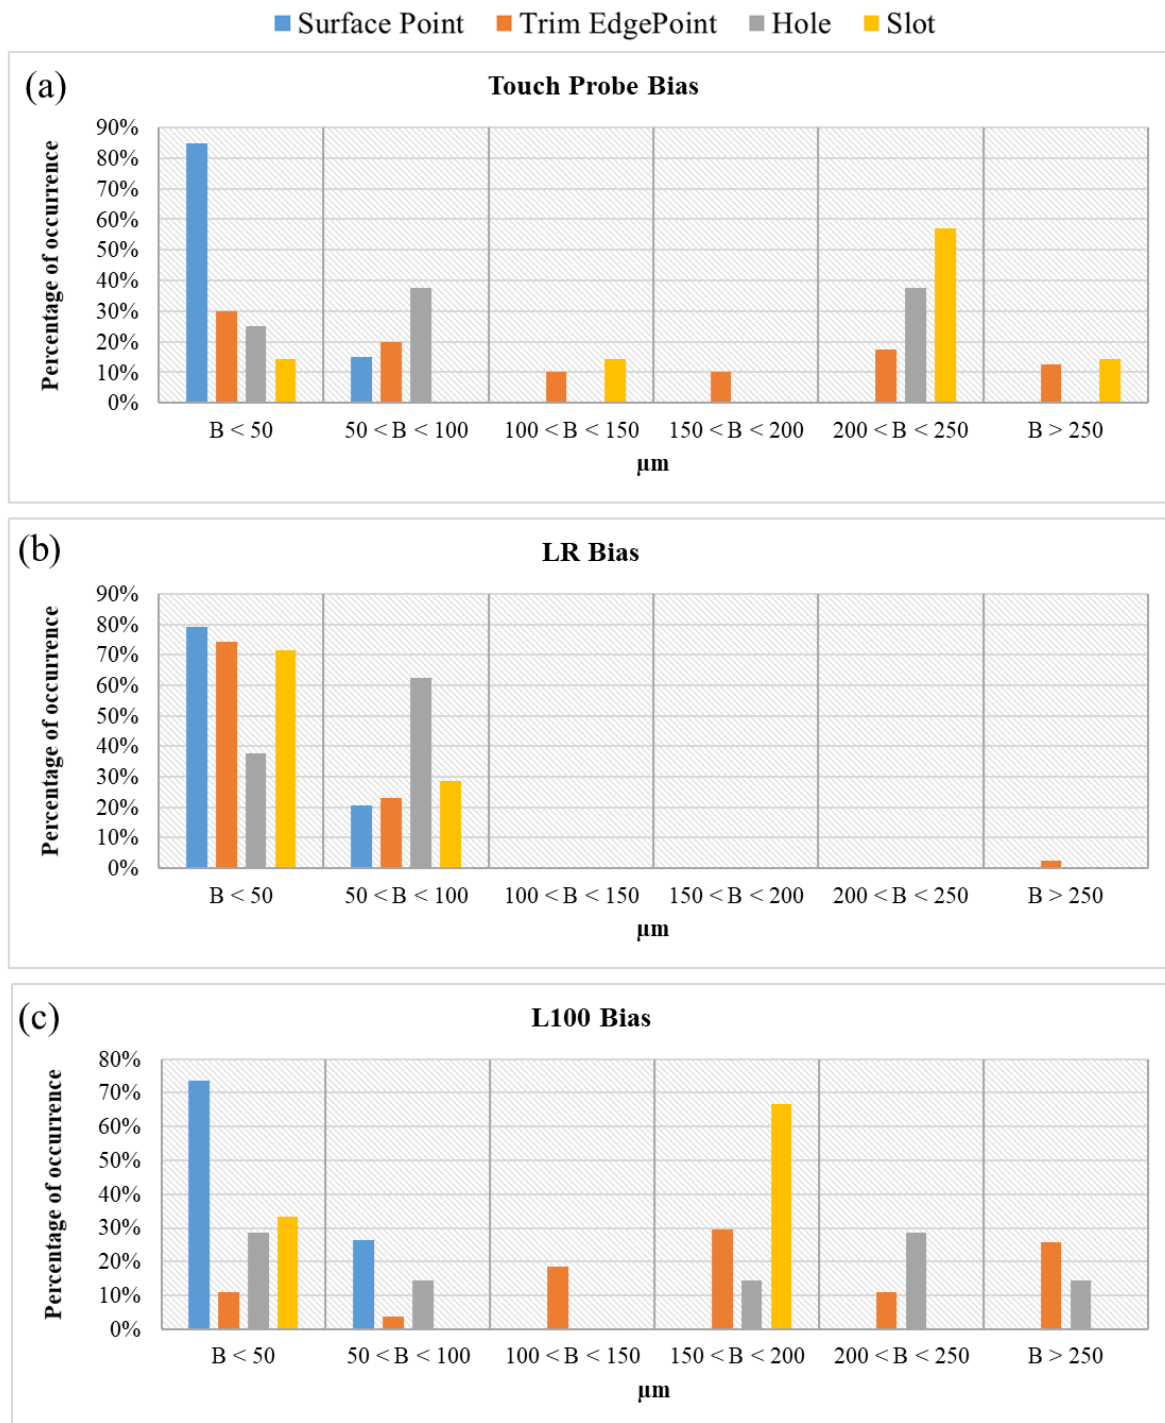 Surface Point Trim EdgePoint Hole Slot
(a)
Touch Probe Bias
Percentage of occurrence
90%
80%
70%
60%
50%
40%
30%
20%
10%
0%
B < 50 50 < B < 100 100 < B < 150 150 < B < 200 200 < B < 250 B > 250
µm
(b)
LR Bias
Percentage of occurrence
90%
80%
70%
60%
50%
40%
30%
20%
10%
0%
B < 50 50 < B < 100 100 < B < 150 150 < B < 200 200 < B < 250 B > 250
µm
(c)
L100 Bias
Percentage of occurrence
80%
70%
60%
50%
40%
30%
20%
10%
0%
B < 50 50 < B < 100 100 < B < 150 150 < B < 200 200 < B < 250 B > 250
µm